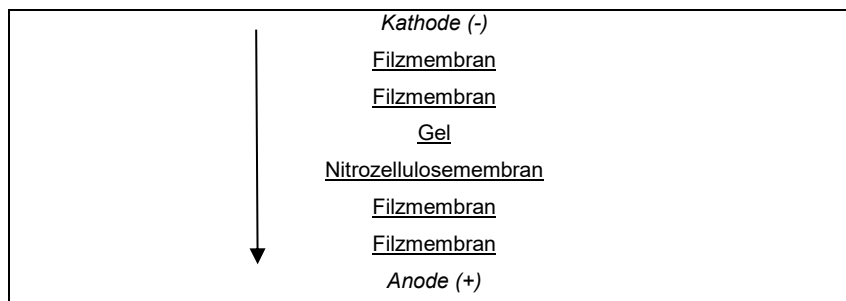 Kathode (-)
Filzmembran
Filzmembran
Gel
Nitrozellulosemembran
Filzmembran
Filzmembran
Anode (+)